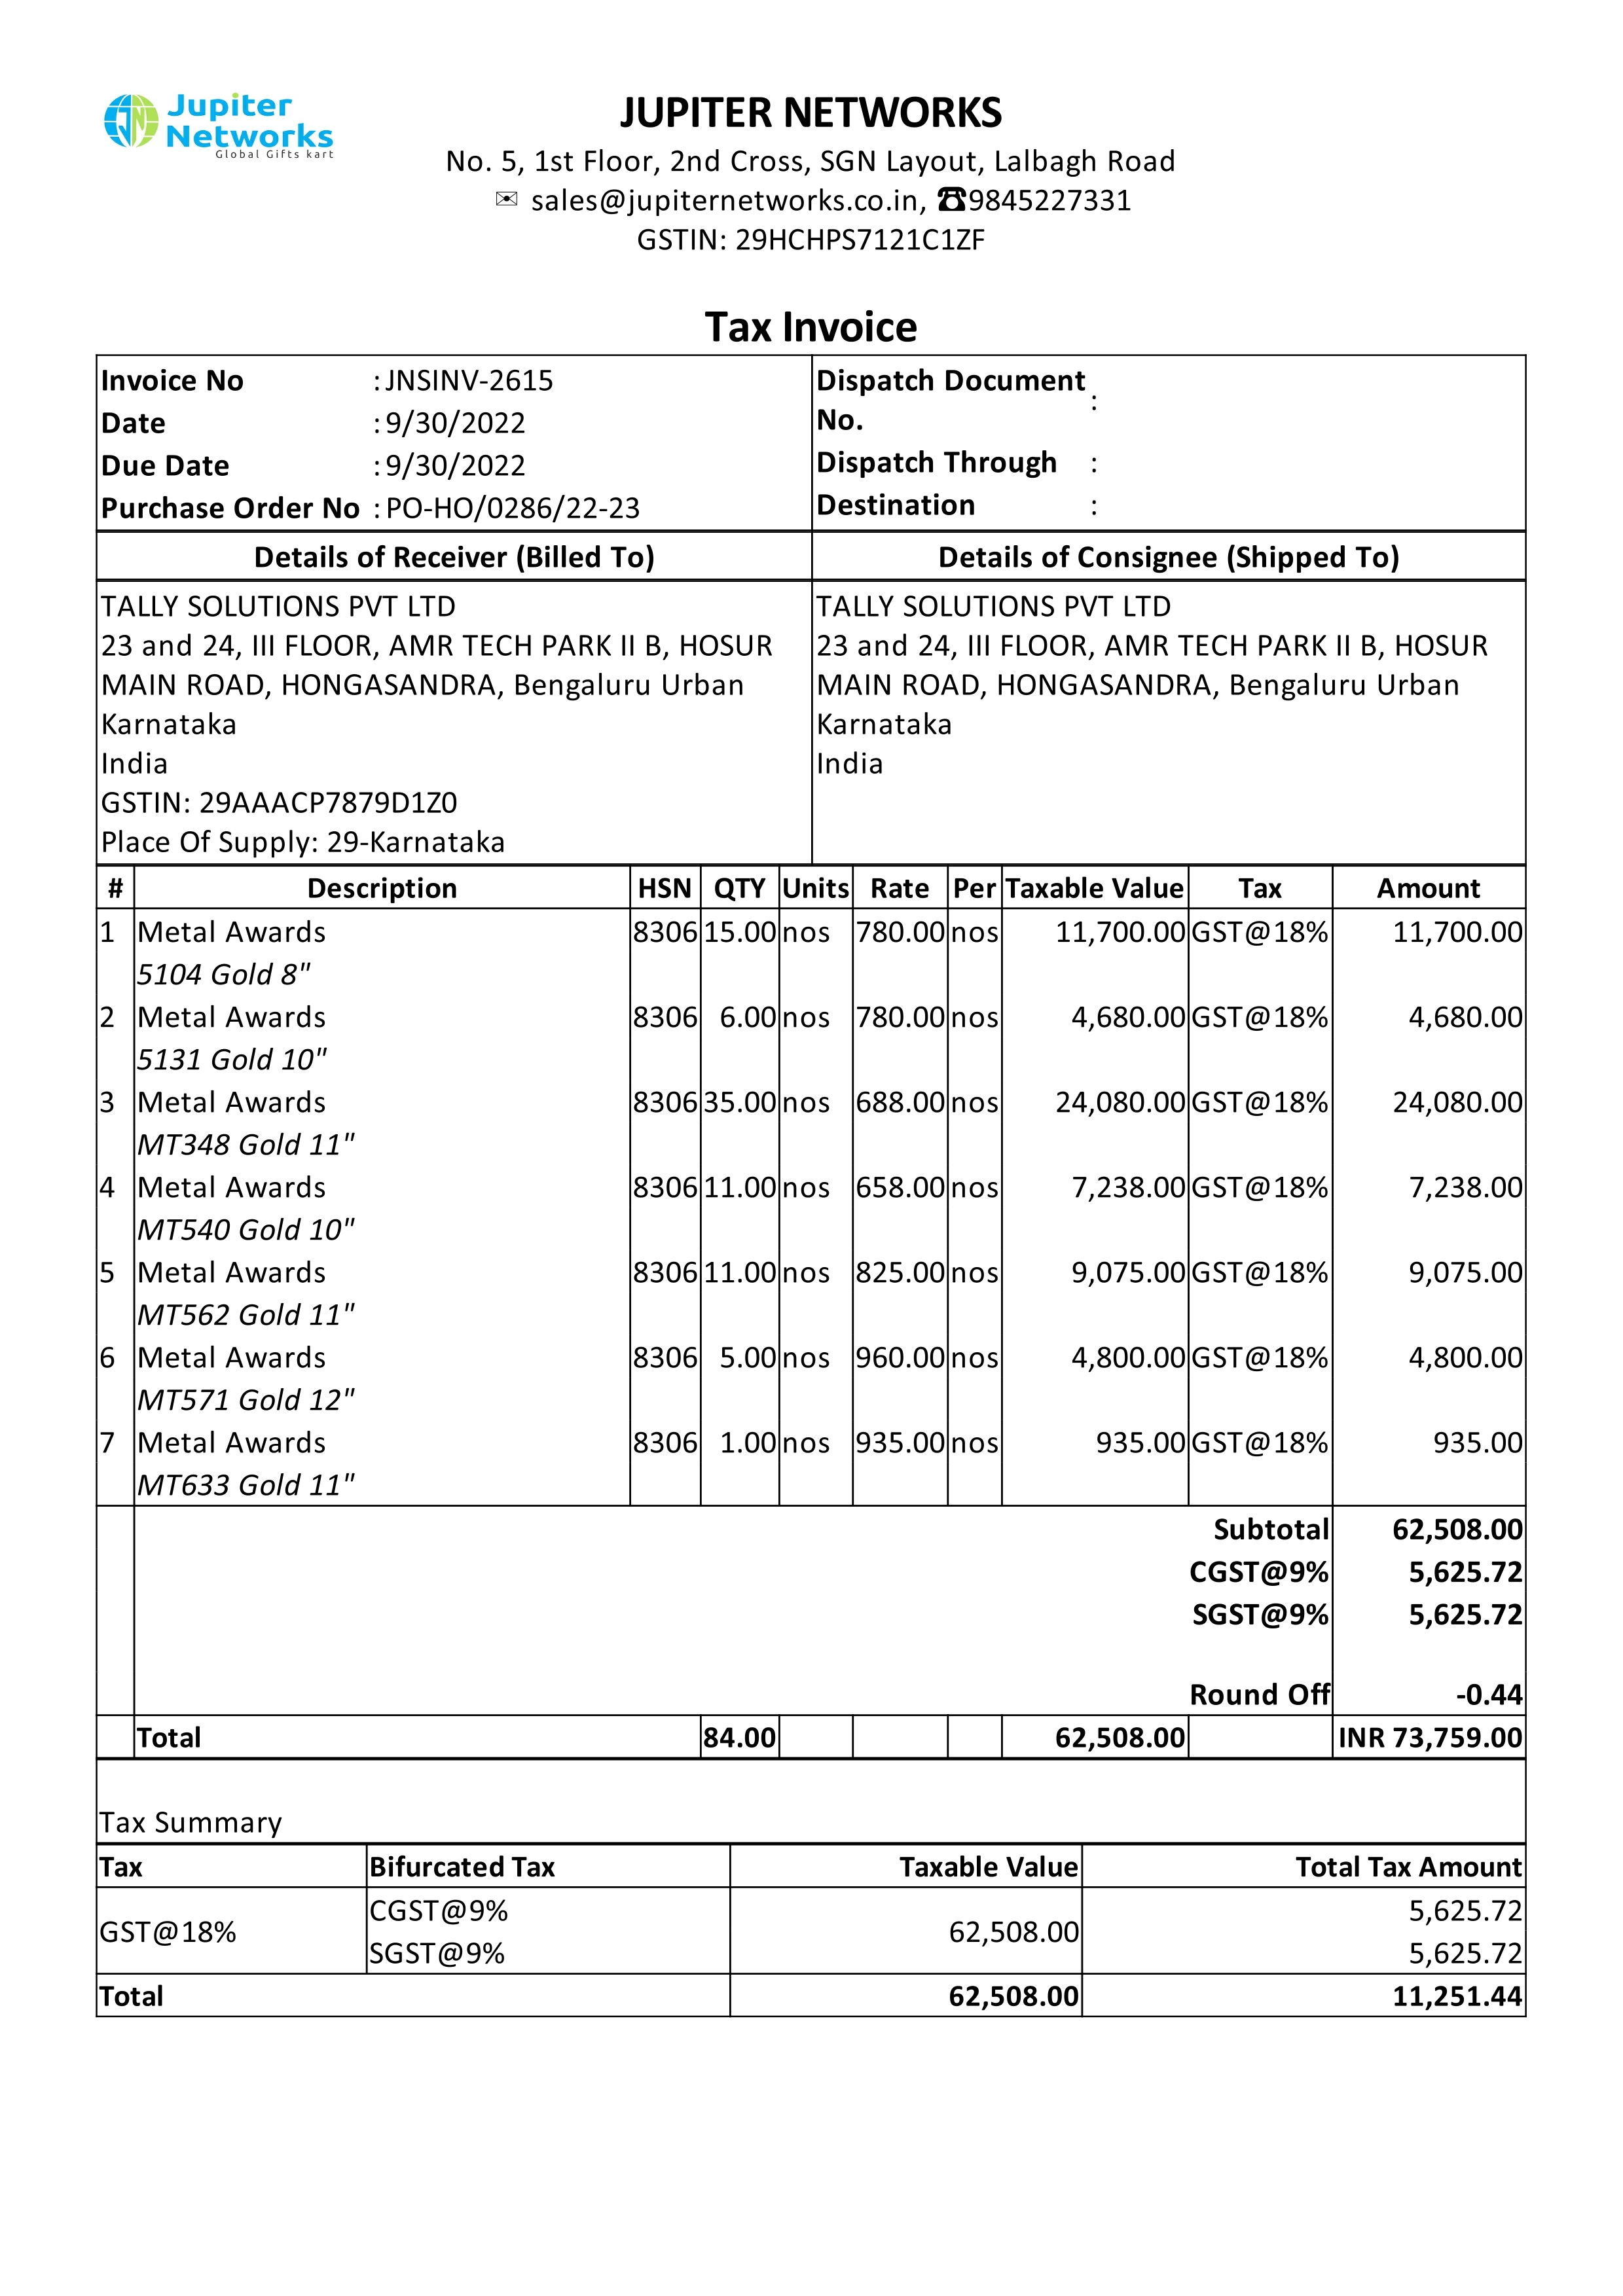 Jupiter
Networks
Global Gifts kart
JUPITER NETWORKS
No. 5, 1st Floor, 2nd Cross, SGN Layout, Lalbagh Road
✉ sales@jupiternetworks.co.in, ☎9845227331
GSTIN: 29HCHPS7121C1ZF
Tax Invoice
Invoice No : JNSINV-2615
Date : 9/30/2022
Due Date : 9/30/2022
Purchase Order No : PO-HO/0286/22-23
Dispatch Document
No. :
Dispatch Through :
Destination :
Details of Receiver (Billed To)
TALLY SOLUTIONS PVT LTD
23 and 24, III FLOOR, AMR TECH PARK II B, HOSUR
MAIN ROAD, HONGASANDRA, Bengaluru Urban
Karnataka
India
GSTIN: 29AAACP7879D1Z0
Place Of Supply: 29-Karnataka
Details of Consignee (Shipped To)
TALLY SOLUTIONS PVT LTD
23 and 24, III FLOOR, AMR TECH PARK II B, HOSUR
MAIN ROAD, HONGASANDRA, Bengaluru Urban
Karnataka
India
# Description HSN QTY Units Rate Per Taxable Value Tax Amount
1 Metal Awards 8306 15.00 nos 780.00 nos 11,700.00 GST@18% 11,700.00
5104 Gold 8"
2 Metal Awards 8306 6.00 nos 780.00 nos 4,680.00 GST@18% 4,680.00
5131 Gold 10"
3 Metal Awards 8306 35.00 nos 688.00 nos 24,080.00 GST@18% 24,080.00
MT348 Gold 11"
4 Metal Awards 8306 11.00 nos 658.00 nos 7,238.00 GST@18% 7,238.00
MT540 Gold 10"
5 Metal Awards 8306 11.00 nos 825.00 nos 9,075.00 GST@18% 9,075.00
MT562 Gold 11"
6 Metal Awards 8306 5.00 nos 960.00 nos 4,800.00 GST@18% 4,800.00
MT571 Gold 12"
7 Metal Awards 8306 1.00 nos 935.00 nos 935.00 GST@18% 935.00
MT633 Gold 11"
Subtotal 62,508.00
CGST@9% 5,625.72
SGST@9% 5,625.72
Round Off -0.44
Total 84.00 62,508.00 INR 73,759.00
Tax Summary
Tax Bifurcated Tax Taxable Value Total Tax Amount
GST@18% CGST@9% 62,508.00 5,625.72
SGST@9% 5,625.72
Total 62,508.00 11,251.44